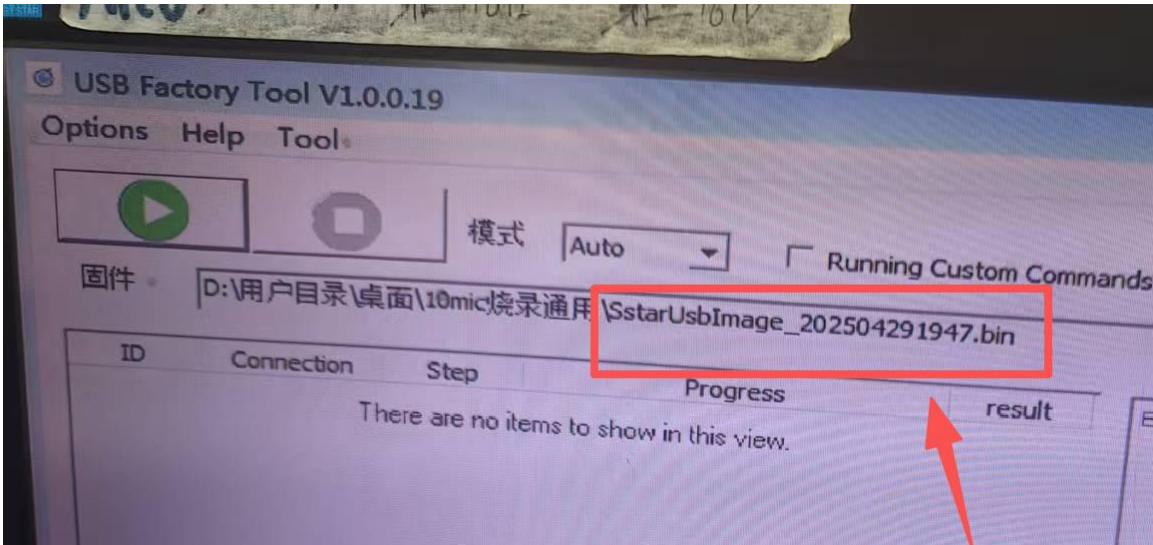 USB Factory Tool V1.0.0.19
Options Help Tool
模式 Auto Running Custom Commands
固件 D:\用户目录\桌面\10mic烧录通用\SstarUsbImage_202504291947.bin
ID Connection Step Progress result
There are no items to show in this view.